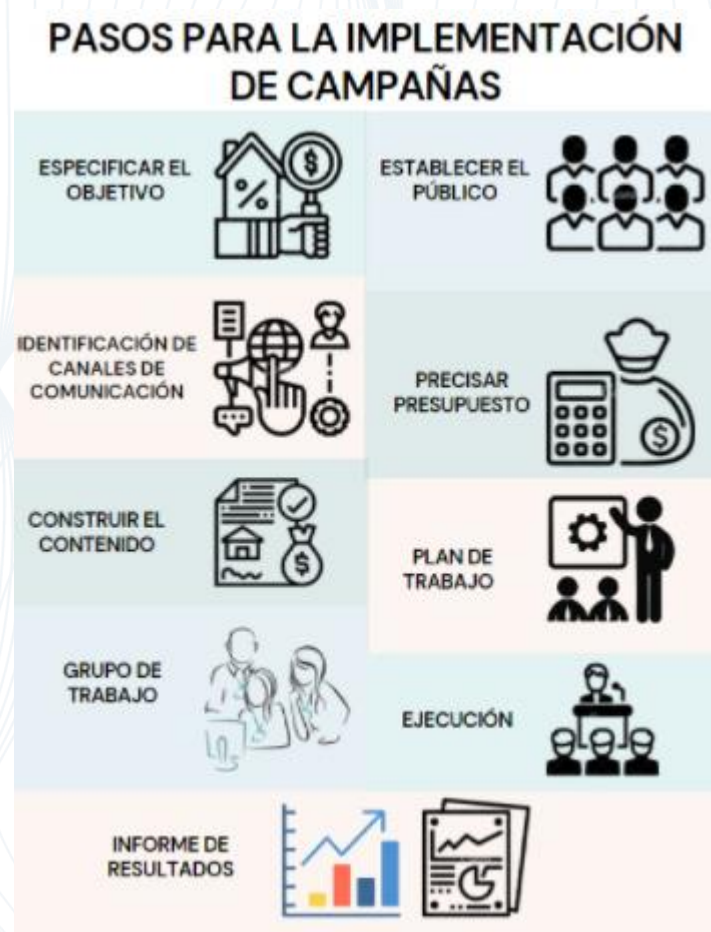 PASOS PARA LA IMPLEMENTACIÓN
DE CAMPAÑAS
ESPECIFICAR EL
OBJETIVO
ESTABLECER EL
PÚBLICO
IDENTIFICACIÓN DE
CANALES DE
COMUNICACIÓN
PRECISAR
PRESUPUESTO
CONSTRUIR EL
CONTENIDO
PLAN DE
TRABAJO
GRUPO DE
TRABAJO
EJECUCIÓN
INFORME DE
RESULTADOS